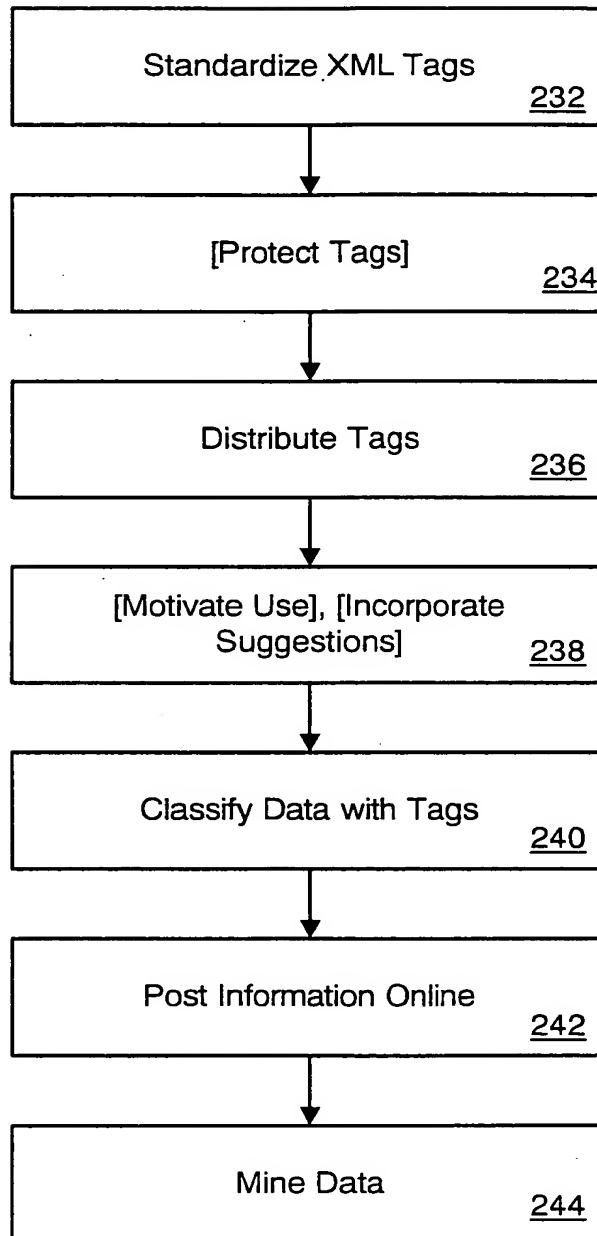 Standardize XML Tags
232
[Protect Tags]
234
Distribute Tags
236
[Motivate Use], [Incorporate
Suggestions]
238
Classify Data with Tags
240
Post Information Online
242
Mine Data
244